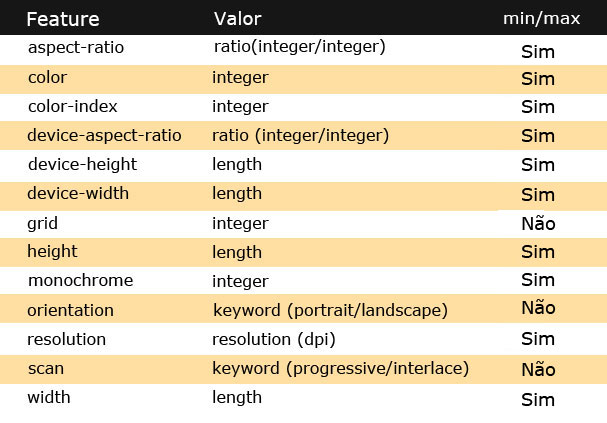 Feature Valor min/max
aspect-ratio ratio(integer/integer) Sim
color integer Sim
color-index integer Sim
device-aspect-ratio ratio (integer/integer) Sim
device-height length Sim
device-width length Sim
grid integer Não
height length Sim
monochrome integer Sim
orientation keyword (portrait/landscape) Não
resolution resolution (dpi) Sim
scan keyword (progressive/interlace) Não
width length Sim